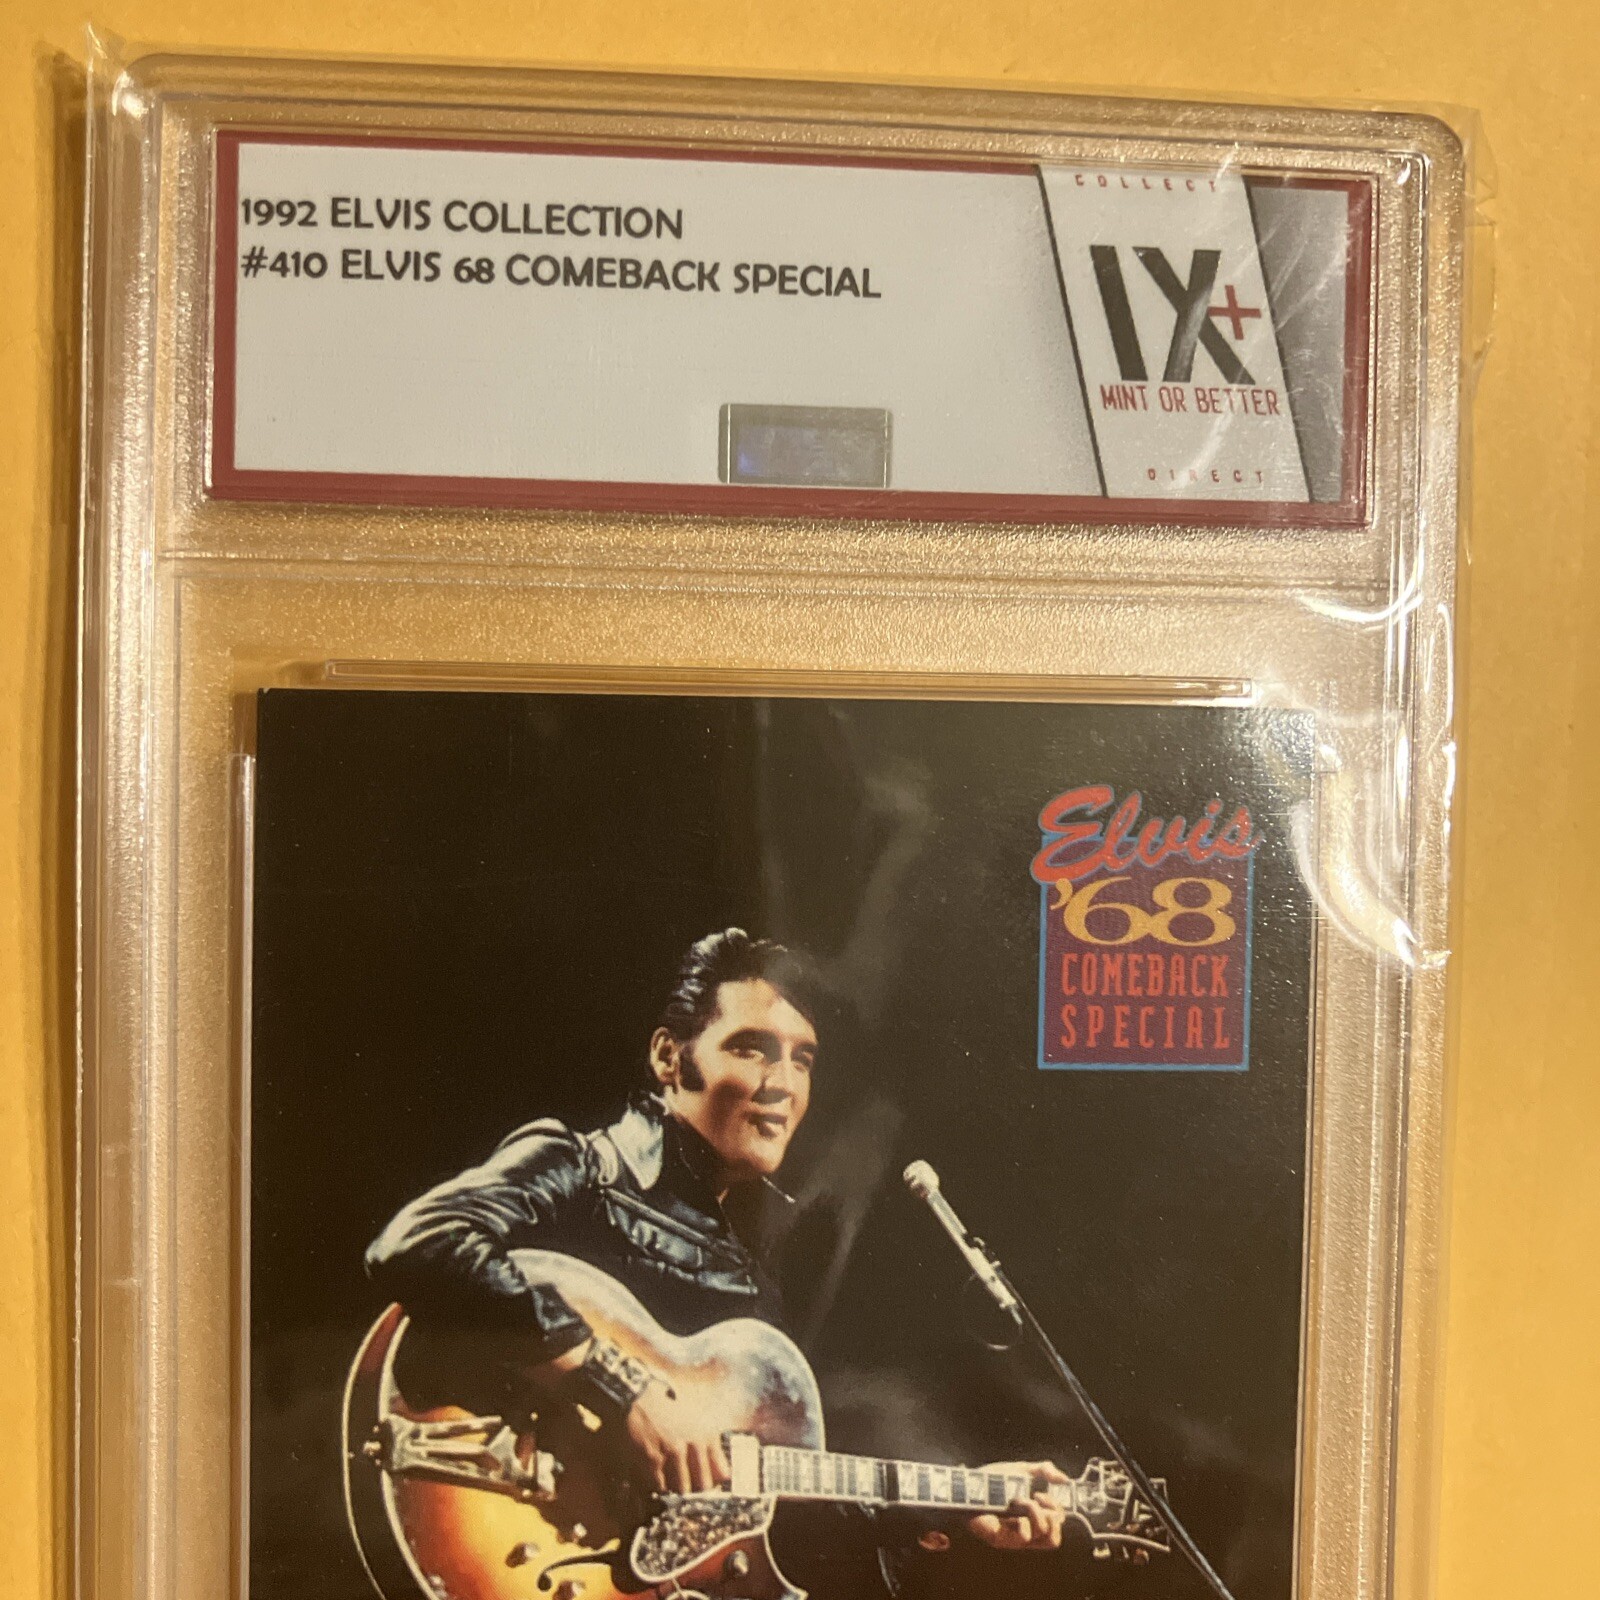 1992 ELVIS COLLECTION
#410 ELVIS 68 COMEBACK SPECIAL
COLLECT
IX+
MINT OR BETTER
DIRECT
Elvis
'68
COMEBACK
SPECIAL